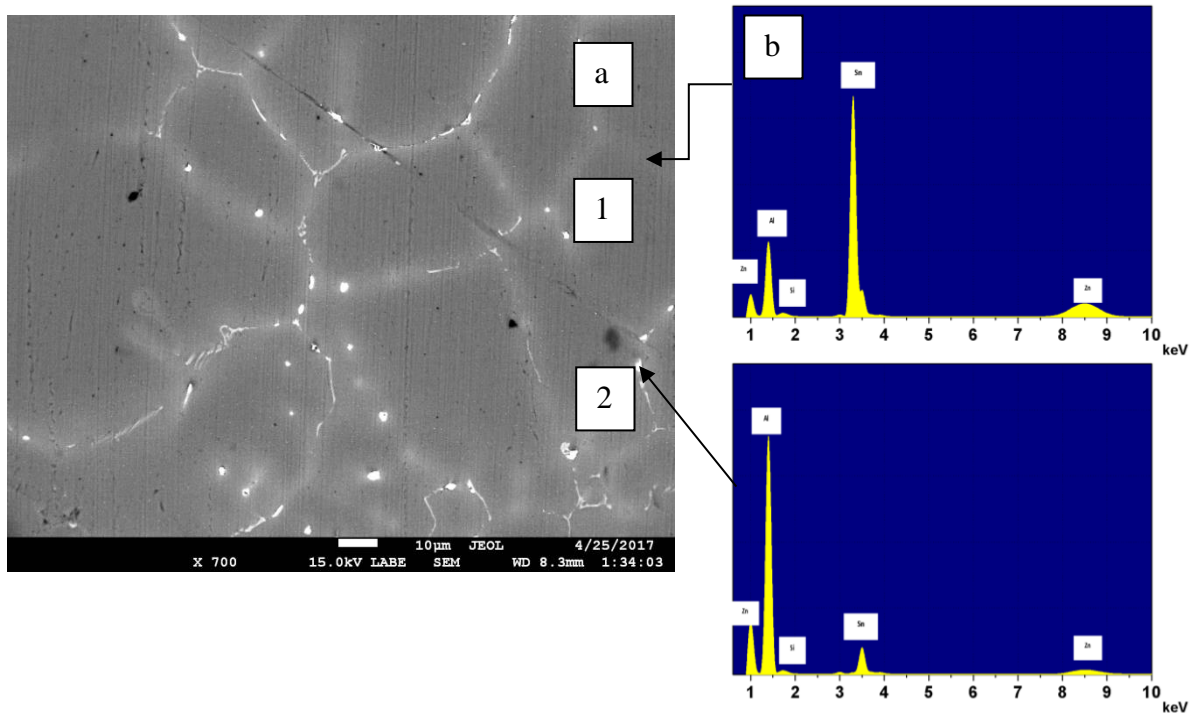 a
1
2
10µm JEOL 4/25/2017
X 700 15.0kV LABE SEM WD 8.3mm 1:34:03
b
Sn
Al
Zn
Si
Zn
1 2 3 4 5 6 7 8 9 10
keV
Al
Zn
Si
Sn
Zn
1 2 3 4 5 6 7 8 9 10
keV